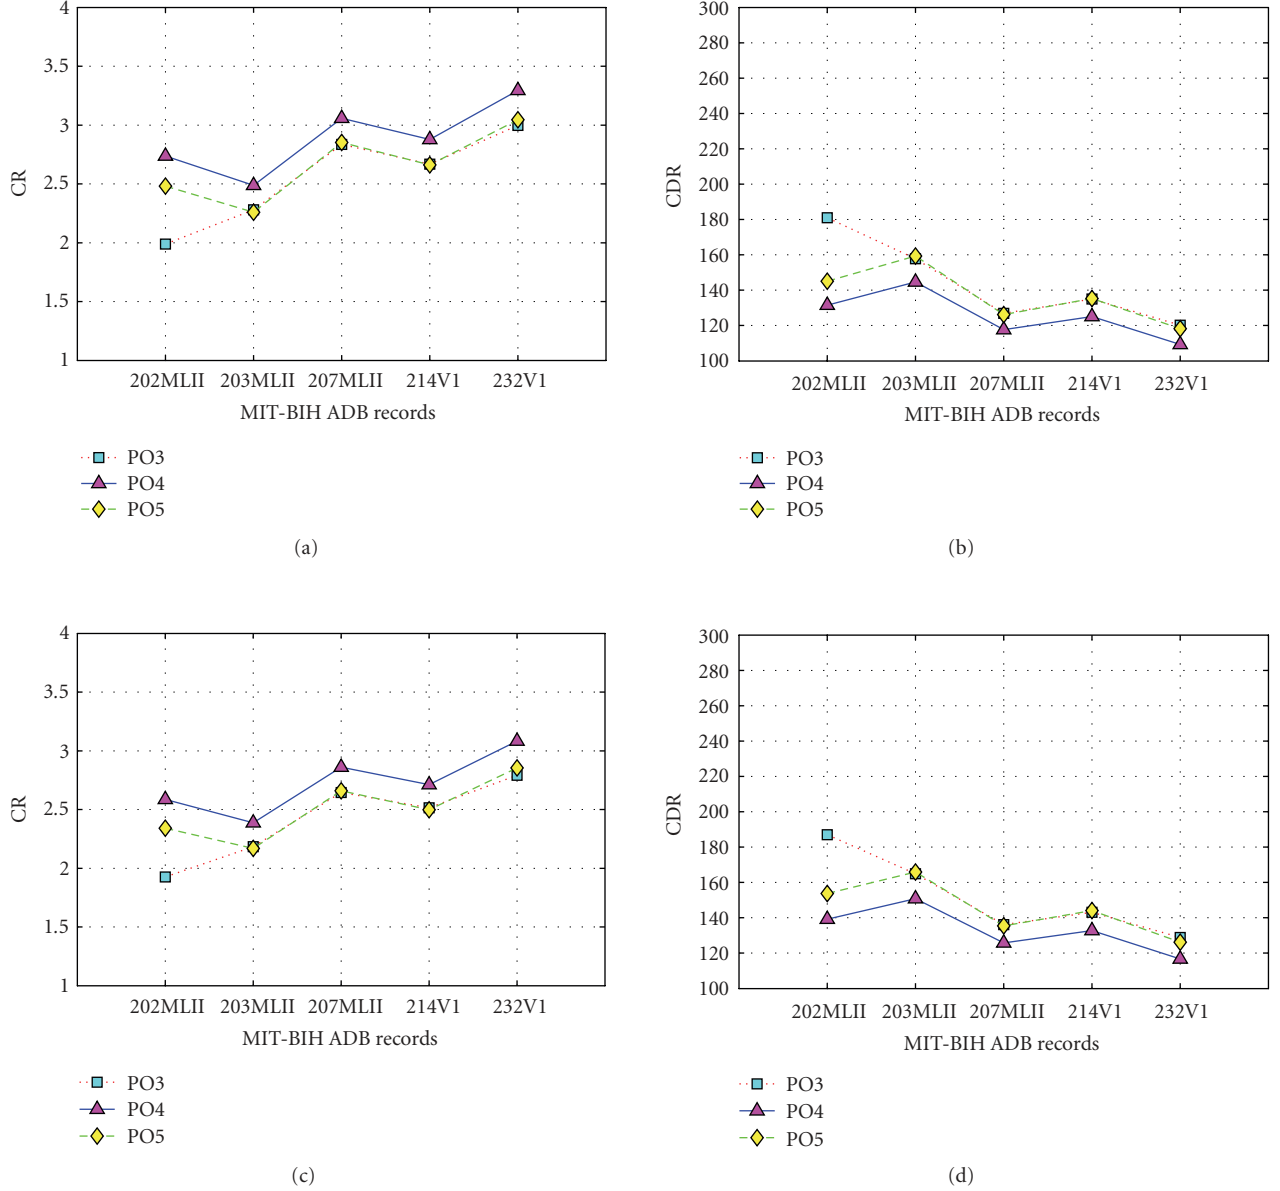 4
3.5
3
2.5
2
1.5
1
CR
202MLII 203MLII 207MLII 214V1 232V1
MIT-BIH ADB records
PO3
PO4
PO5
(a)
300
280
260
240
220
200
180
160
140
120
100
CDR
202MLII 203MLII 207MLII 214V1 232V1
MIT-BIH ADB records
PO3
PO4
PO5
(b)
4
3.5
3
2.5
2
1.5
1
CR
202MLII 203MLII 207MLII 214V1 232V1
MIT-BIH ADB records
PO3
PO4
PO5
(c)
300
280
260
240
220
200
180
160
140
120
100
CDR
202MLII 203MLII 207MLII 214V1 232V1
MIT-BIH ADB records
PO3
PO4
PO5
(d)